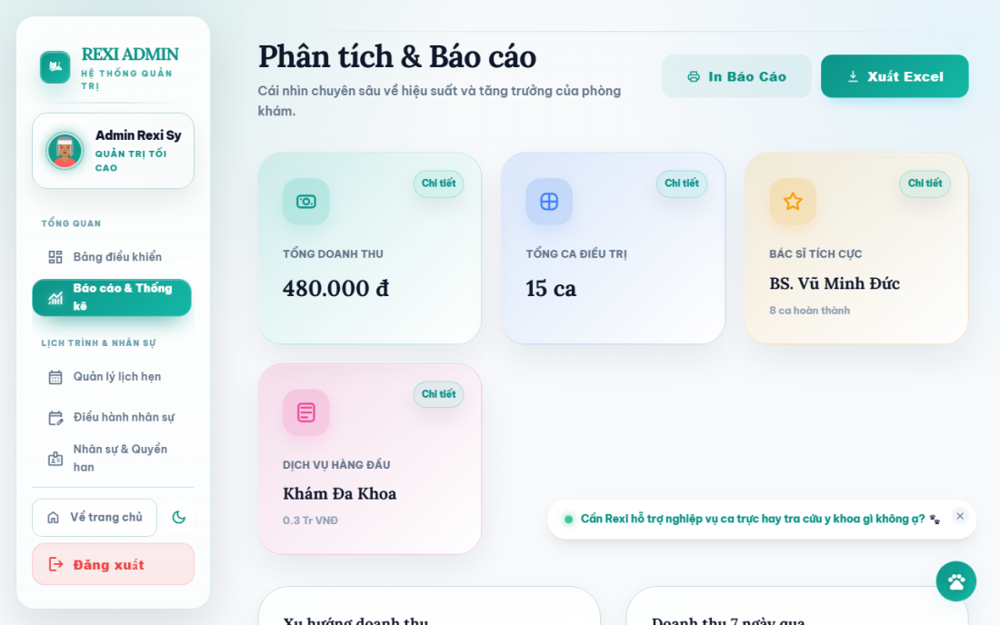 REXI ADMIN
HỆ THỐNG QUẢN
TRỊ
Admin Rexi Sy
QUẢN TRỊ TỐI
CAO
TỔNG QUAN
Bảng điều khiển
Báo cáo & Thống
kê
LỊCH TRÌNH & NHÂN SỰ
Quản lý lịch hẹn
Điều hành nhân sự
Nhân sự & Quyền
hạn
Về trang chủ
Đăng xuất
Phân tích & Báo cáo
Cái nhìn chuyên sâu về hiệu suất và tăng trưởng của phòng
khám.
In Báo Cáo
Xuất Excel
Chi tiết
TỔNG DOANH THU
480.000 đ
Chi tiết
TỔNG CA ĐIỀU TRỊ
15 ca
Chi tiết
BÁC SĨ TÍCH CỰC
BS. Vũ Minh Đức
8 ca hoàn thành
Chi tiết
DỊCH VỤ HÀNG ĐẦU
Khám Đa Khoa
0.3 Tr VNĐ
Cần Rexi hỗ trợ nghiệp vụ ca trực hay tra cứu y khoa gì không ạ?
Xu hướng doanh thu
Doanh thu 7 ngày qua